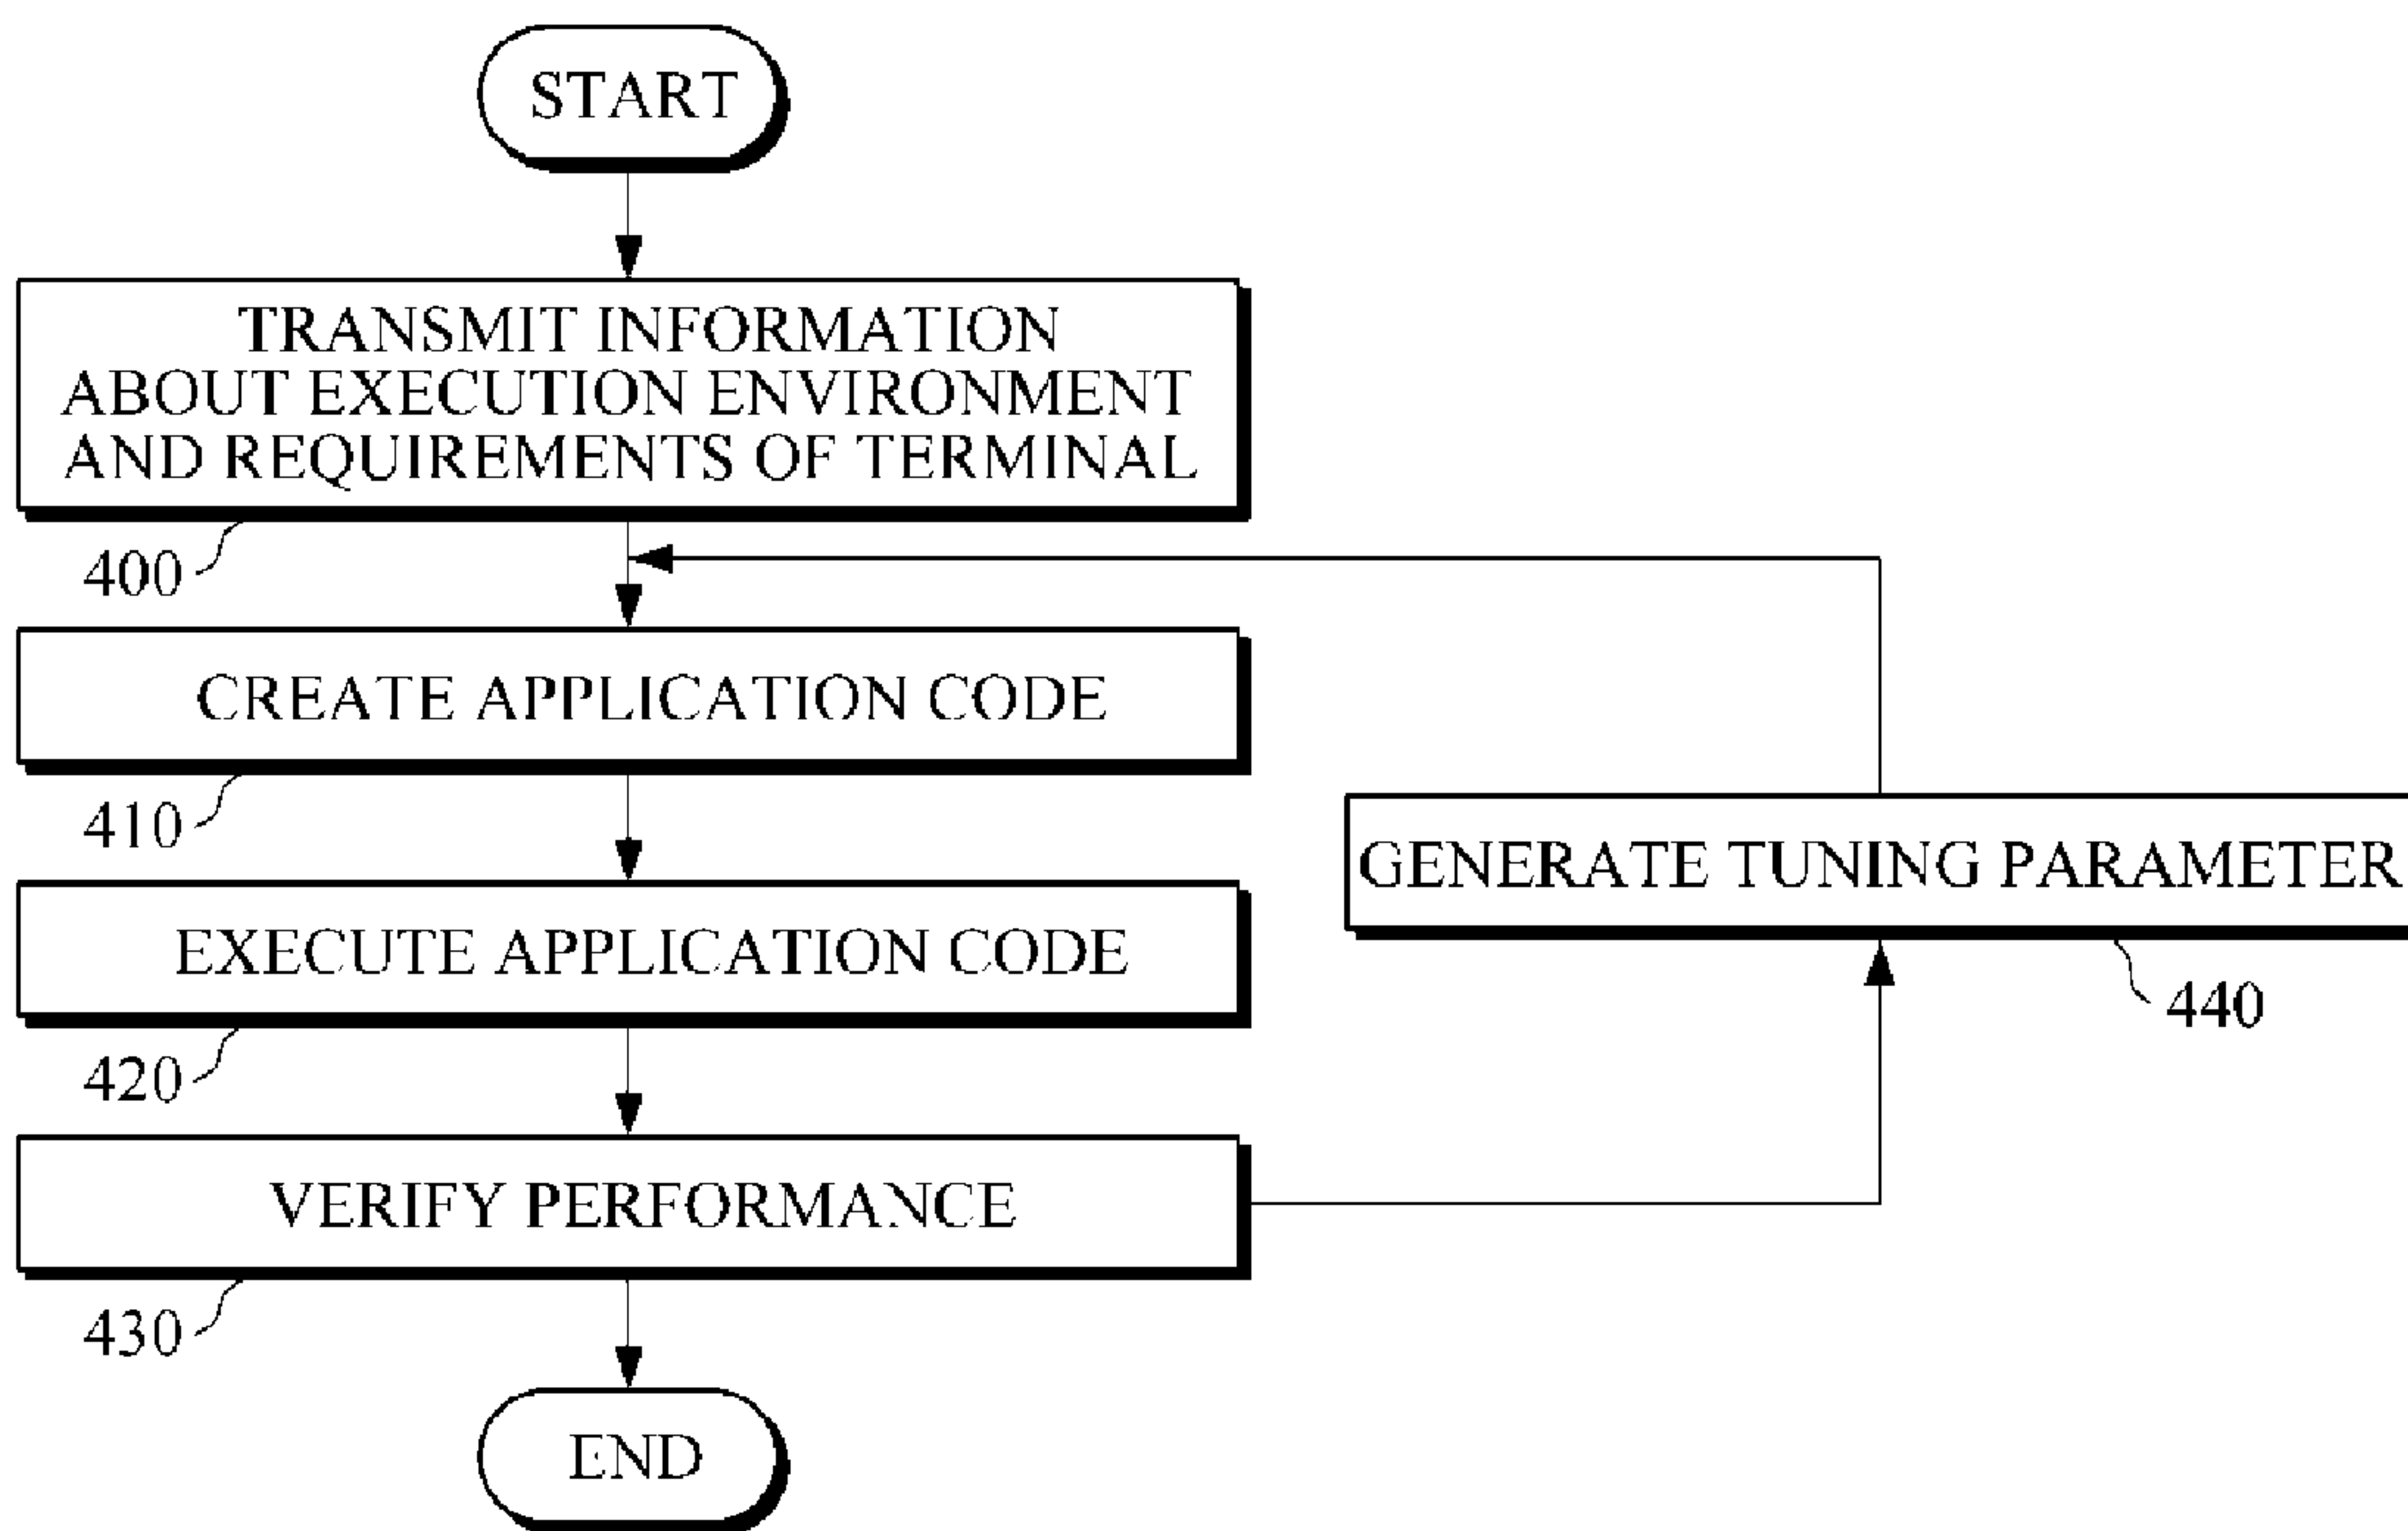 START
TRANSMIT INFORMATION
ABOUT EXECUTION ENVIRONMENT
AND REQUIREMENTS OF TERMINAL
400
CREATE APPLICATION CODE
410
GENERATE TUNING PARAMETER
440
EXECUTE APPLICATION CODE
420
VERIFY PERFORMANCE
430
END